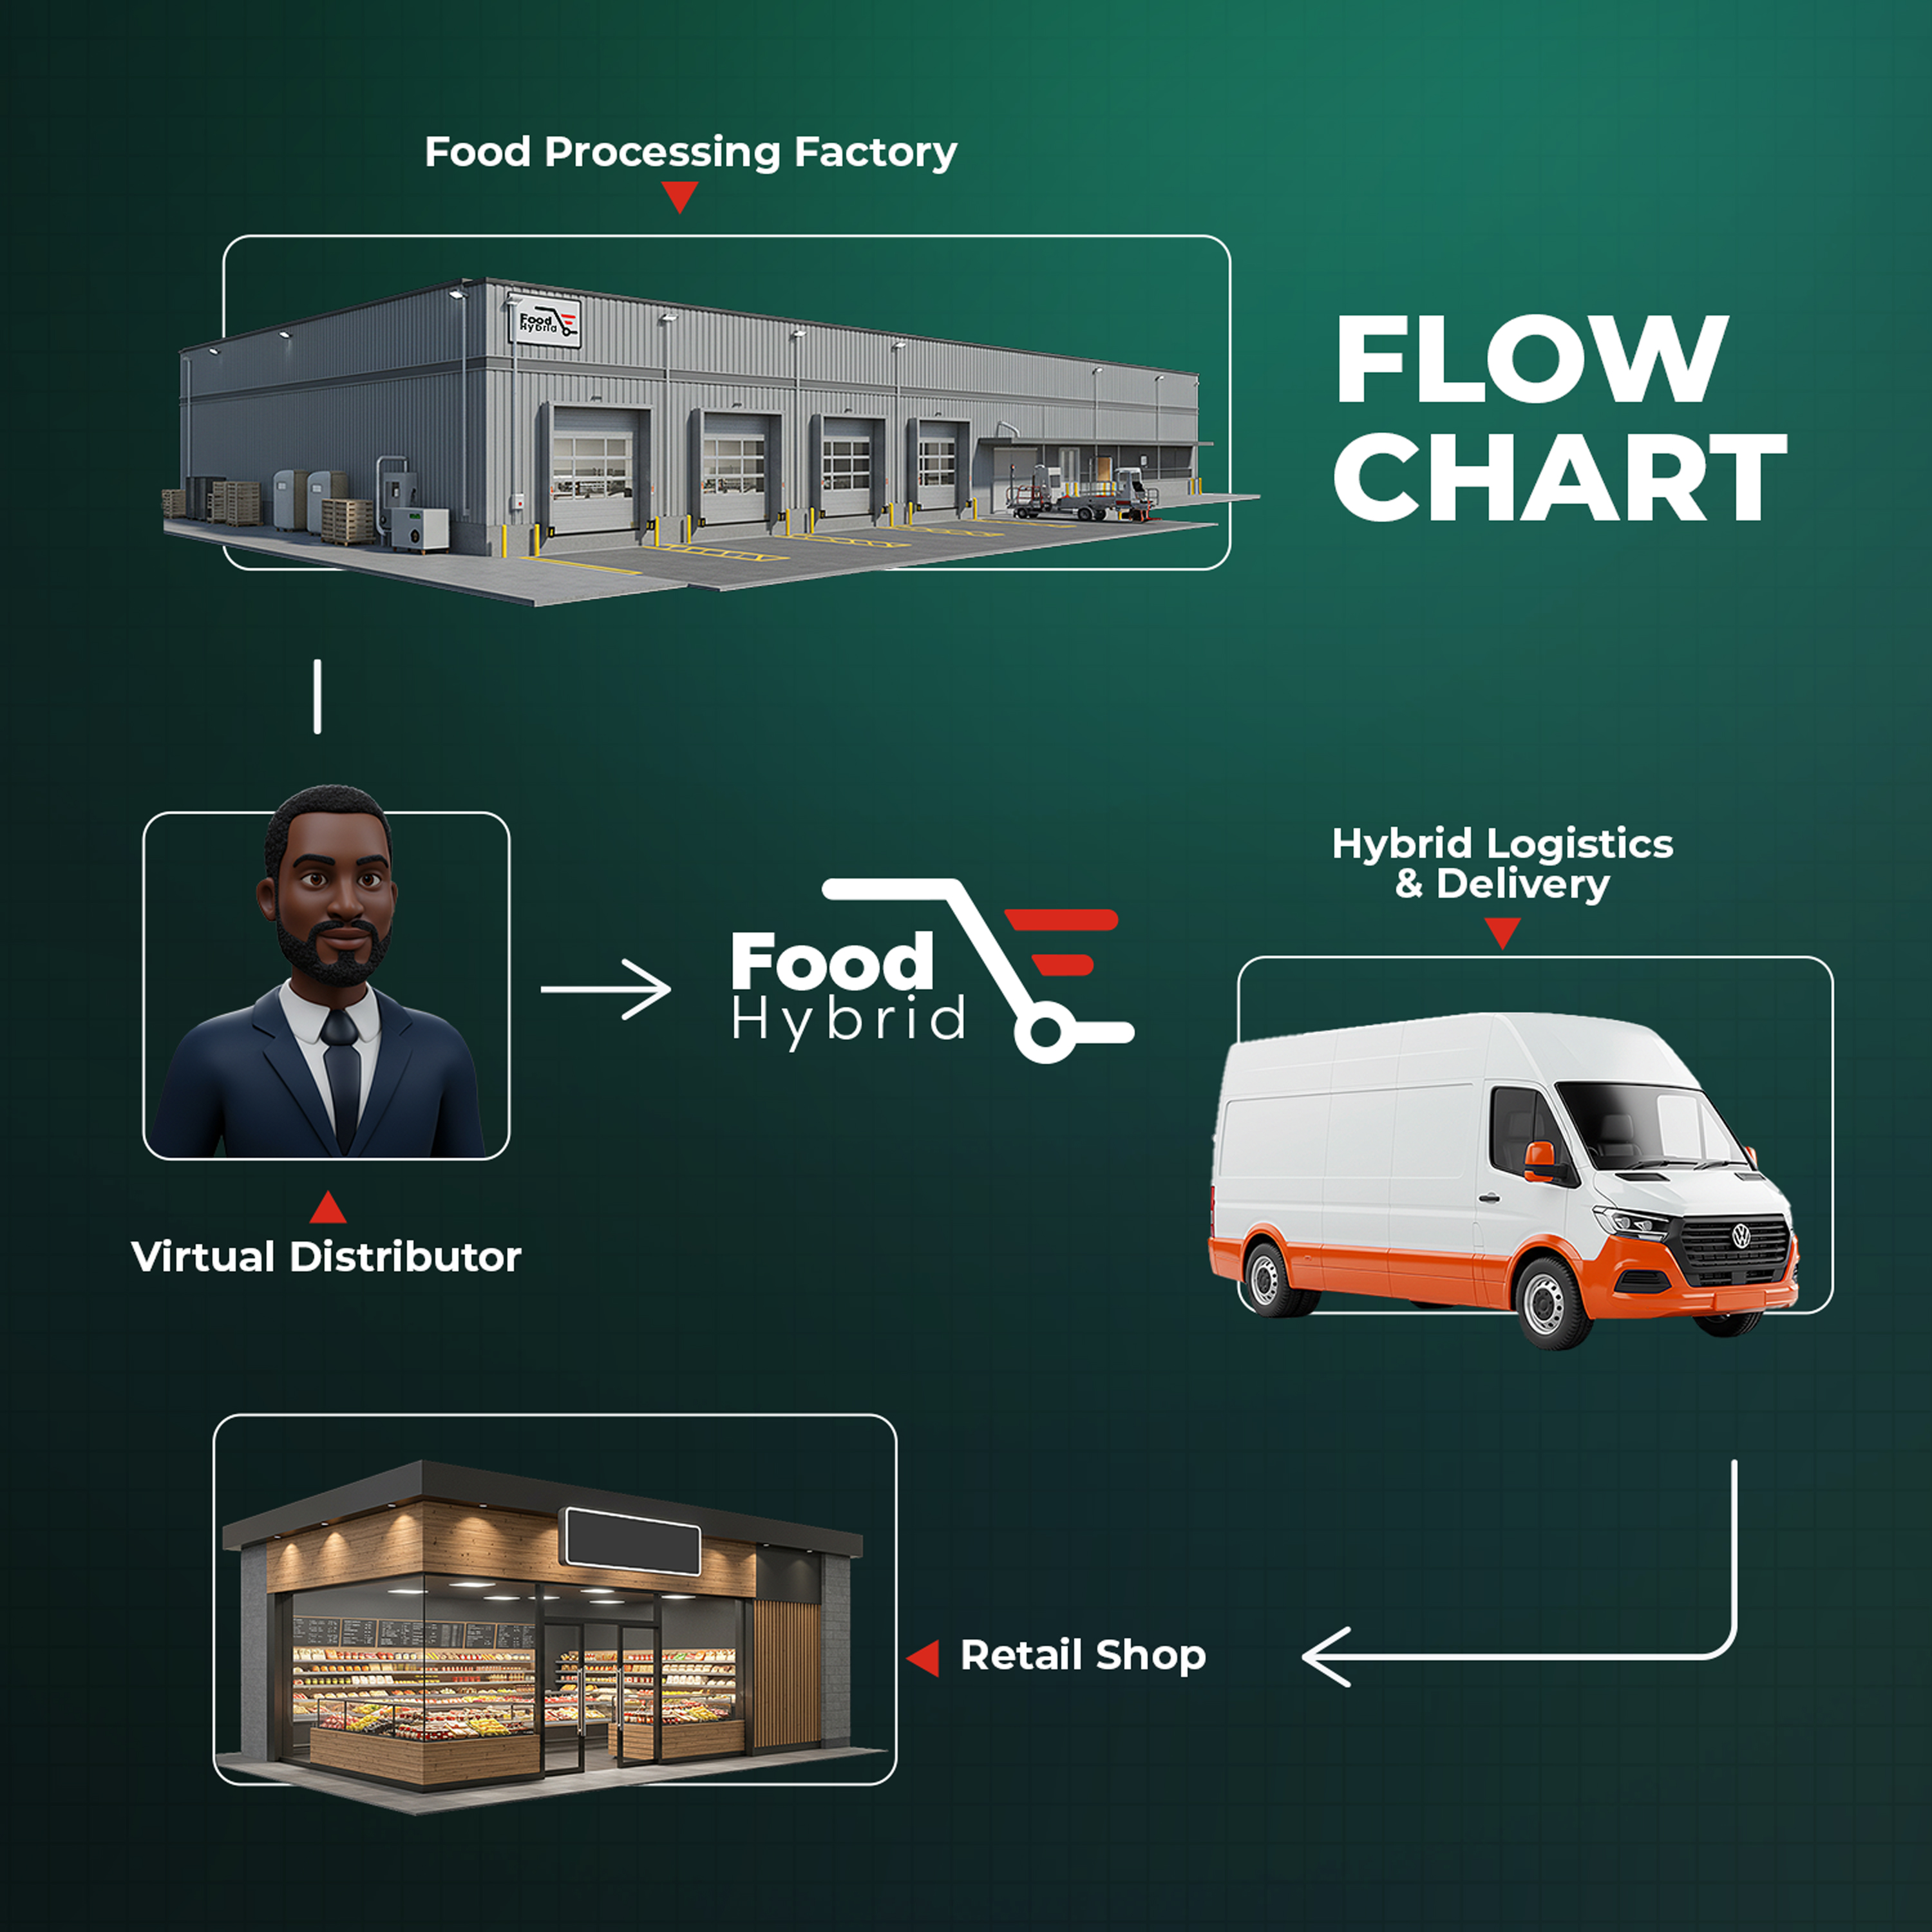 Food Processing Factory
Food
Hybrid
FLOW
CHART
Hybrid Logistics
& Delivery
Food
Hybrid
Virtual Distributor
Retail Shop